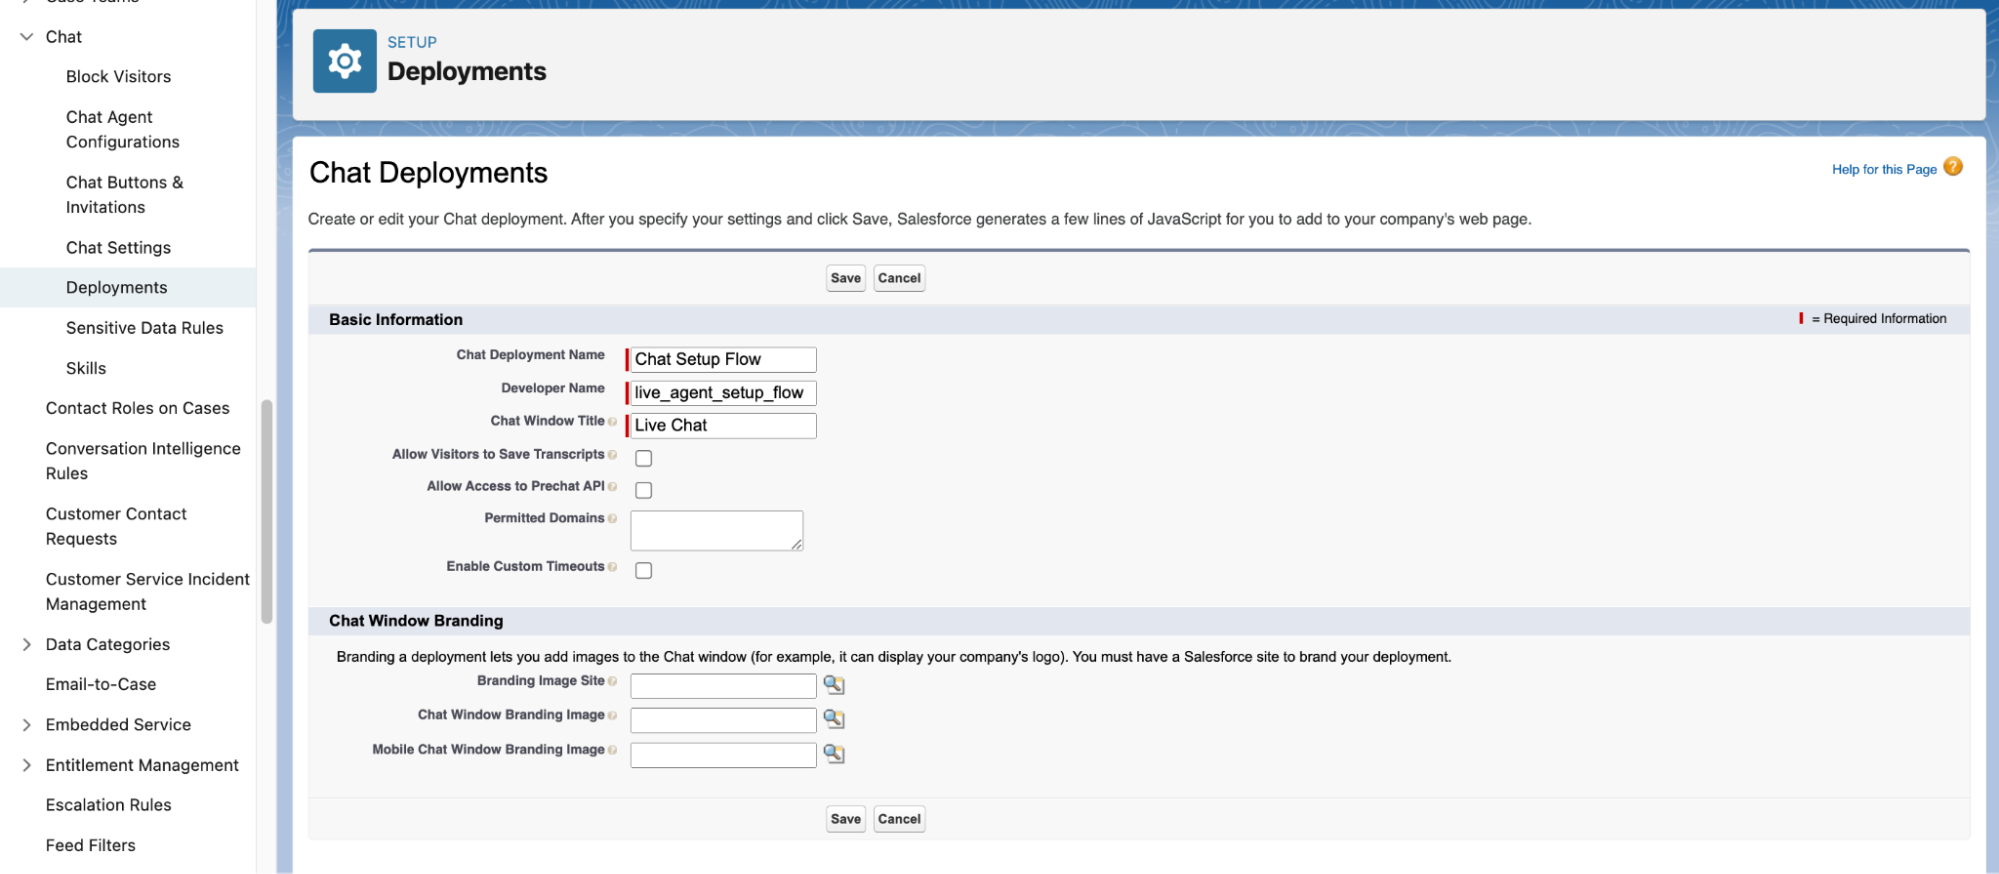 Case Teams
Chat
Block Visitors
Chat Agent
Configurations
Chat Buttons &
Invitations
Chat Settings
Deployments
Sensitive Data Rules
Skills
Contact Roles on Cases
Conversation Intelligence
Rules
Customer Contact
Requests
Customer Service Incident
Management
Data Categories
Email-to-Case
Embedded Service
Entitlement Management
Escalation Rules
Feed Filters
SETUP
Deployments
Chat Deployments
Help for this Page ?
Create or edit your Chat deployment. After you specify your settings and click Save, Salesforce generates a few lines of JavaScript for you to add to your company's web page.
Save Cancel
Basic Information
= Required Information
Chat Deployment Name Chat Setup Flow
Developer Name live_agent_setup_flow
Chat Window Title ? Live Chat
Allow Visitors to Save Transcripts ?
Allow Access to Prechat API ?
Permitted Domains ?
Enable Custom Timeouts ?
Chat Window Branding
Branding a deployment lets you add images to the Chat window (for example, it can display your company's logo). You must have a Salesforce site to brand your deployment.
Branding Image Site ?
Chat Window Branding Image ?
Mobile Chat Window Branding Image ?
Save Cancel